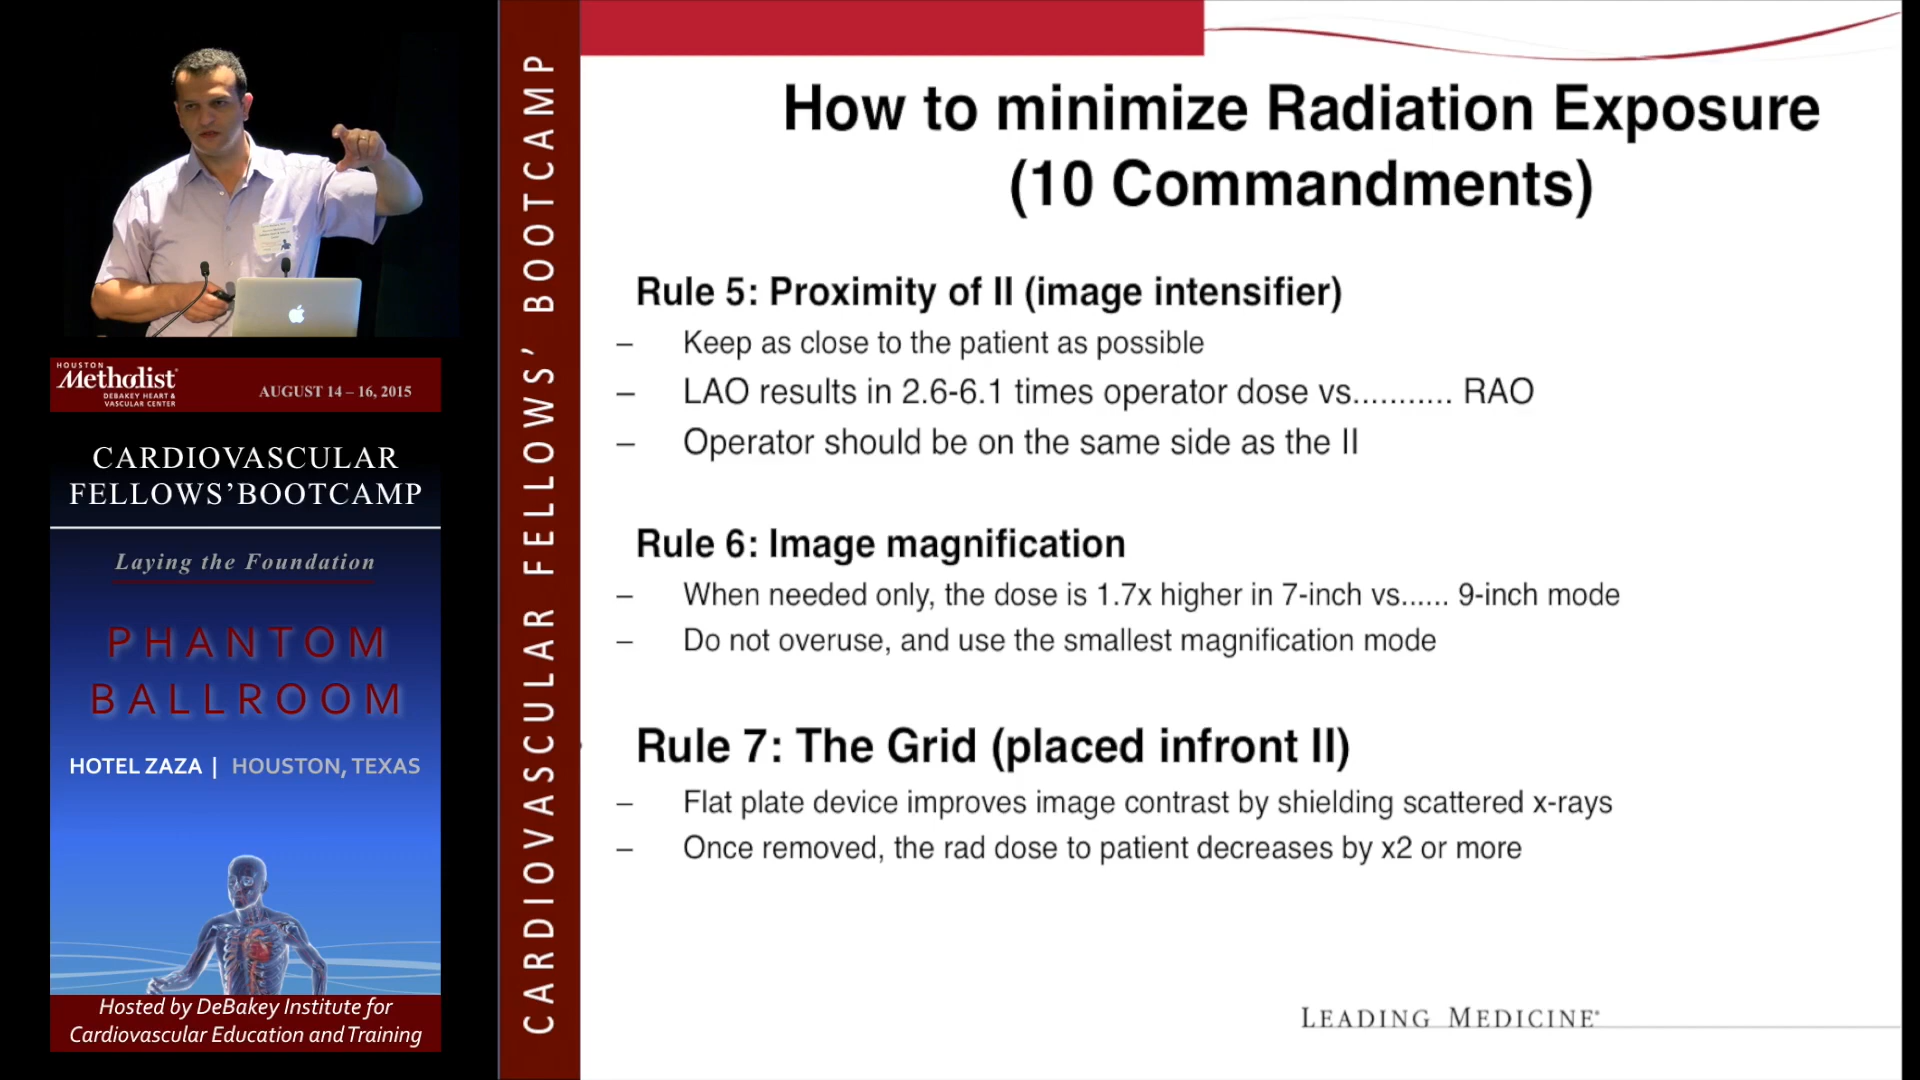 HOUSTON
Methodist
DEBAKEY HEART &
VASCULAR CENTER
AUGUST 14 – 16, 2015
CARDIOVASCULAR
FELLOWS’BOOTCAMP
Laying the Foundation
PHANTOM
BALLROOM
HOTEL ZAZA | HOUSTON, TEXAS
Hosted by DeBakey Institute for
Cardiovascular Education and Training
CARDIOVASCULAR FELLOWS’ BOOTCAMP
How to minimize Radiation Exposure
(10 Commandments)
Rule 5: Proximity of II (image intensifier)
– Keep as close to the patient as possible
– LAO results in 2.6-6.1 times operator dose vs........... RAO
– Operator should be on the same side as the II
Rule 6: Image magnification
– When needed only, the dose is 1.7x higher in 7-inch vs...... 9-inch mode
– Do not overuse, and use the smallest magnification mode
Rule 7: The Grid (placed infront II)
– Flat plate device improves image contrast by shielding scattered x-rays
– Once removed, the rad dose to patient decreases by x2 or more
LEADING MEDICINE